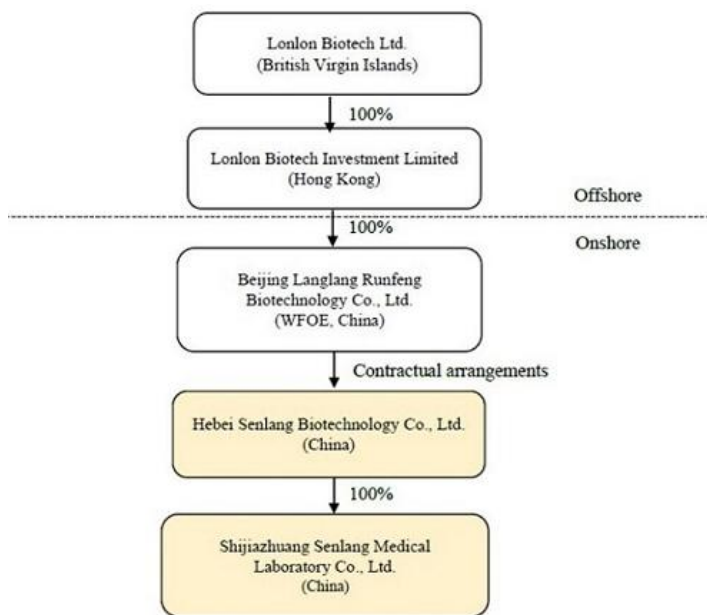 Lonlon Biotech Ltd.
(British Virgin Islands)
100%
Lonlon Biotech Investment Limited
(Hong Kong)
Offshore
100%
Onshore
Beijing Langlang Runfeng
Biotechnology Co., Ltd.
(WFOE, China)
Contractual arrangements
Hebei Senlang Biotechnology Co., Ltd.
(China)
100%
Shijiazhuang Senlang Medical
Laboratory Co., Ltd.
(China)